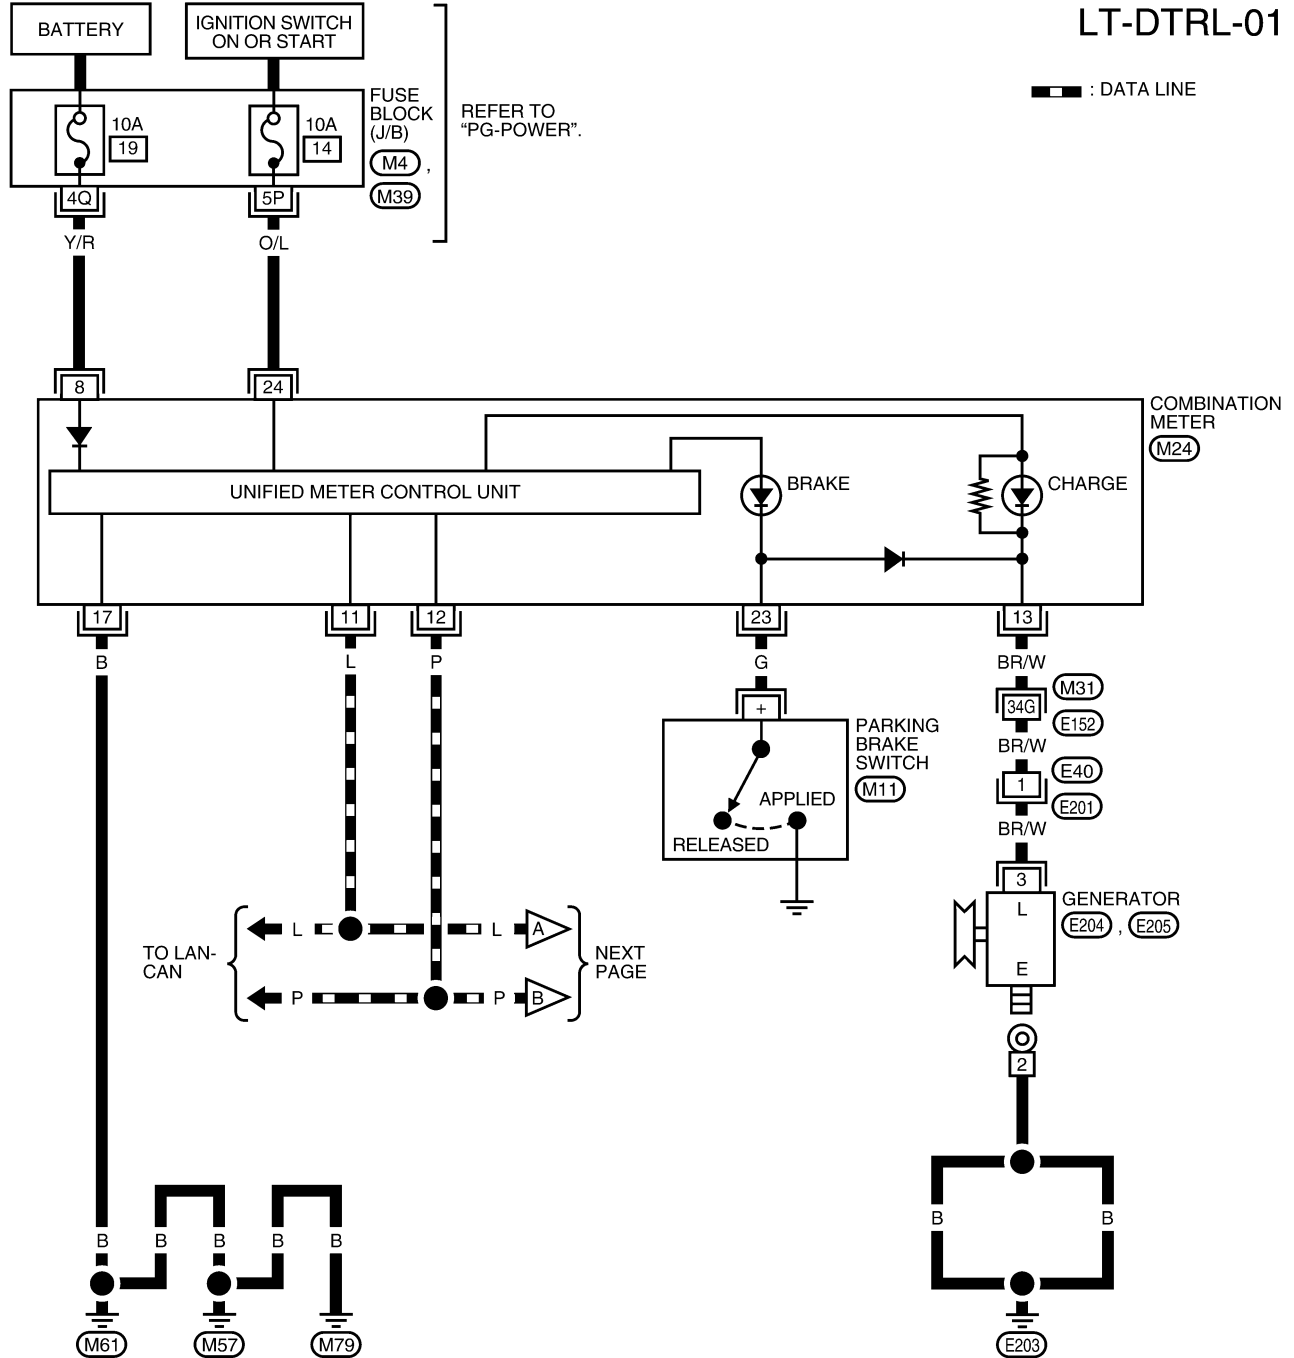 LT-DTRL-01
: DATA LINE
BATTERY
IGNITION SWITCH
ON OR START
FUSE
BLOCK
(J/B)
M4 ,
M39
REFER TO
“PG-POWER”.
10A
19
10A
14
4Q
5P
Y/R
O/L
8
24
COMBINATION
METER
M24
UNIFIED METER CONTROL UNIT
BRAKE
CHARGE
17
11
12
23
13
B
L
P
G
BR/W
+
34G
M31
E152
BR/W
1
E40
E201
BR/W
PARKING
BRAKE
SWITCH
M11
APPLIED
RELEASED
3
L
E
GENERATOR
E204 , E205
2
TO LAN-
CAN
L
L
A
P
P
B
NEXT
PAGE
B
B
B
B
B
B
B
M61
M57
M79
E203